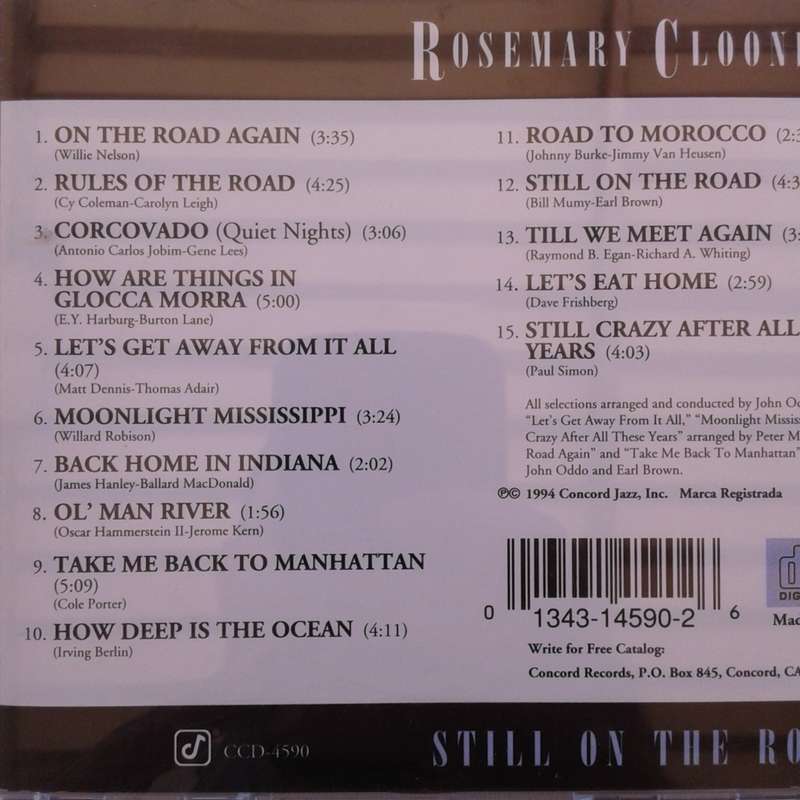 ROSEMARY CLOON
1. ON THE ROAD AGAIN (3:35)
(Willie Nelson)
2. RULES OF THE ROAD (4:25)
(Cy Coleman-Carolyn Leigh)
3. CORCOVADO (Quiet Nights) (3:06)
(Antonio Carlos Jobim-Gene Lees)
4. HOW ARE THINGS IN
GLOCCA MORRA (5:00)
(E.Y. Harburg-Burton Lane)
5. LET'S GET AWAY FROM IT ALL
(4:07)
(Matt Dennis-Thomas Adair)
6. MOONLIGHT MISSISSIPPI (3:24)
(Willard Robison)
7. BACK HOME IN INDIANA (2:02)
(James Hanley-Ballard MacDonald)
8. OL' MAN RIVER (1:56)
(Oscar Hammerstein II-Jerome Kern)
9. TAKE ME BACK TO MANHATTAN
(5:09)
(Cole Porter)
10. HOW DEEP IS THE OCEAN (4:11)
(Irving Berlin)
11. ROAD TO MOROCCO (2:3
(Johnny Burke-Jimmy Van Heusen)
12. STILL ON THE ROAD (4:3
(Bill Mumy-Earl Brown)
13. TILL WE MEET AGAIN (3:
(Raymond B. Egan-Richard A. Whiting)
14. LET'S EAT HOME (2:59)
(Dave Frishberg)
15. STILL CRAZY AFTER ALL
YEARS (4:03)
(Paul Simon)
All selections arranged and conducted by John Od
"Let's Get Away From It All," "Moonlight Missis
Crazy After All These Years" arranged by Peter M
Road Again" and "Take Me Back To Manhattan"
John Oddo and Earl Brown.
℗© 1994 Concord Jazz, Inc. Marca Registrada
0 1343-14590-2 6
DIG
Mad
Write for Free Catalog:
Concord Records, P.O. Box 845, Concord, CA
CCD-4590
STILL ON THE RO